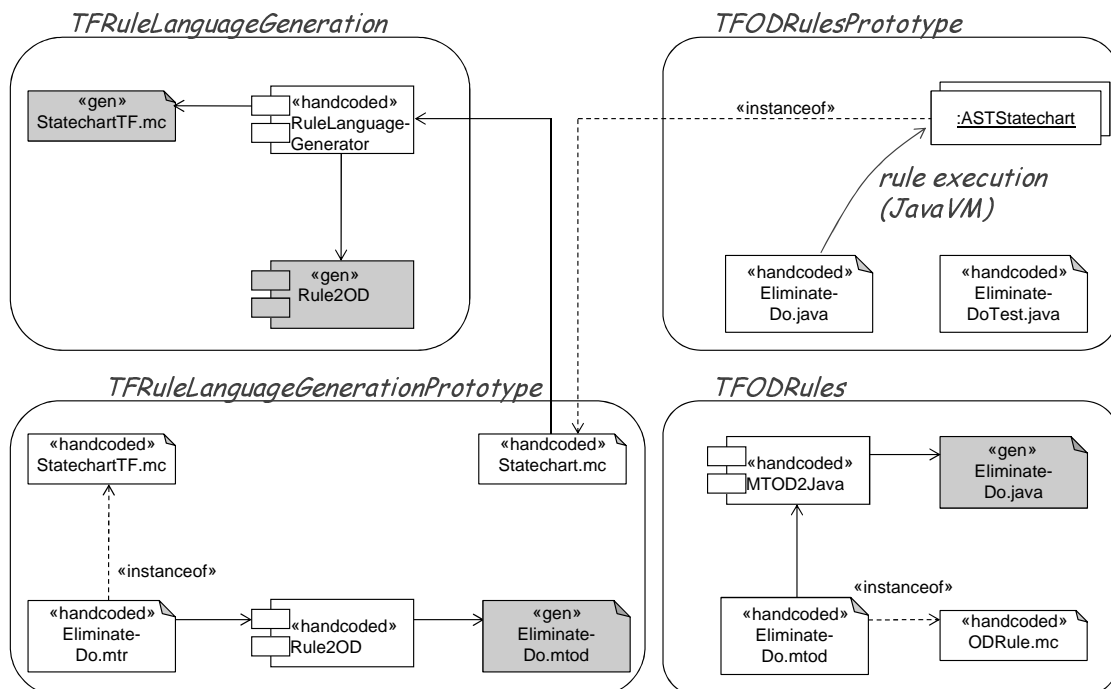 TFRuleLanguageGeneration
«gen»
StatechartTF.mc
«handcoded»
RuleLanguage-
Generator
«gen»
Rule2OD
TFODRulesPrototype
«instanceof»
:ASTStatechart
rule execution
(JavaVM)
«handcoded»
Eliminate-
Do.java
«handcoded»
Eliminate-
DoTest.java
TFRuleLanguageGenerationPrototype
«handcoded»
StatechartTF.mc
«handcoded»
Statechart.mc
«instanceof»
«handcoded»
Eliminate-
Do.mtr
«handcoded»
Rule2OD
«gen»
Eliminate-
Do.mtod
TFODRules
«handcoded»
MTOD2Java
«gen»
Eliminate-
Do.java
«instanceof»
«handcoded»
Eliminate-
Do.mtod
«handcoded»
ODRule.mc